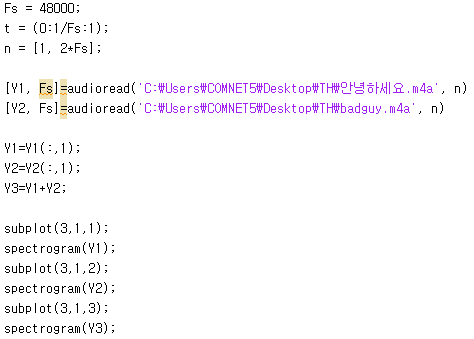 Fs = 48000;
t = (0:1/Fs:1);
n = [1, 2*Fs];
[Y1, Fs]=audioread('C:₩Users₩COMNET5₩Desktop₩TH₩안녕하세요.m4a', n)
[Y2, Fs]=audioread('C:₩Users₩COMNET5₩Desktop₩TH₩badguy.m4a', n)
Y1=Y1(:,1);
Y2=Y2(:,1);
Y3=Y1+Y2;
subplot(3,1,1);
spectrogram(Y1);
subplot(3,1,2);
spectrogram(Y2);
subplot(3,1,3);
spectrogram(Y3);